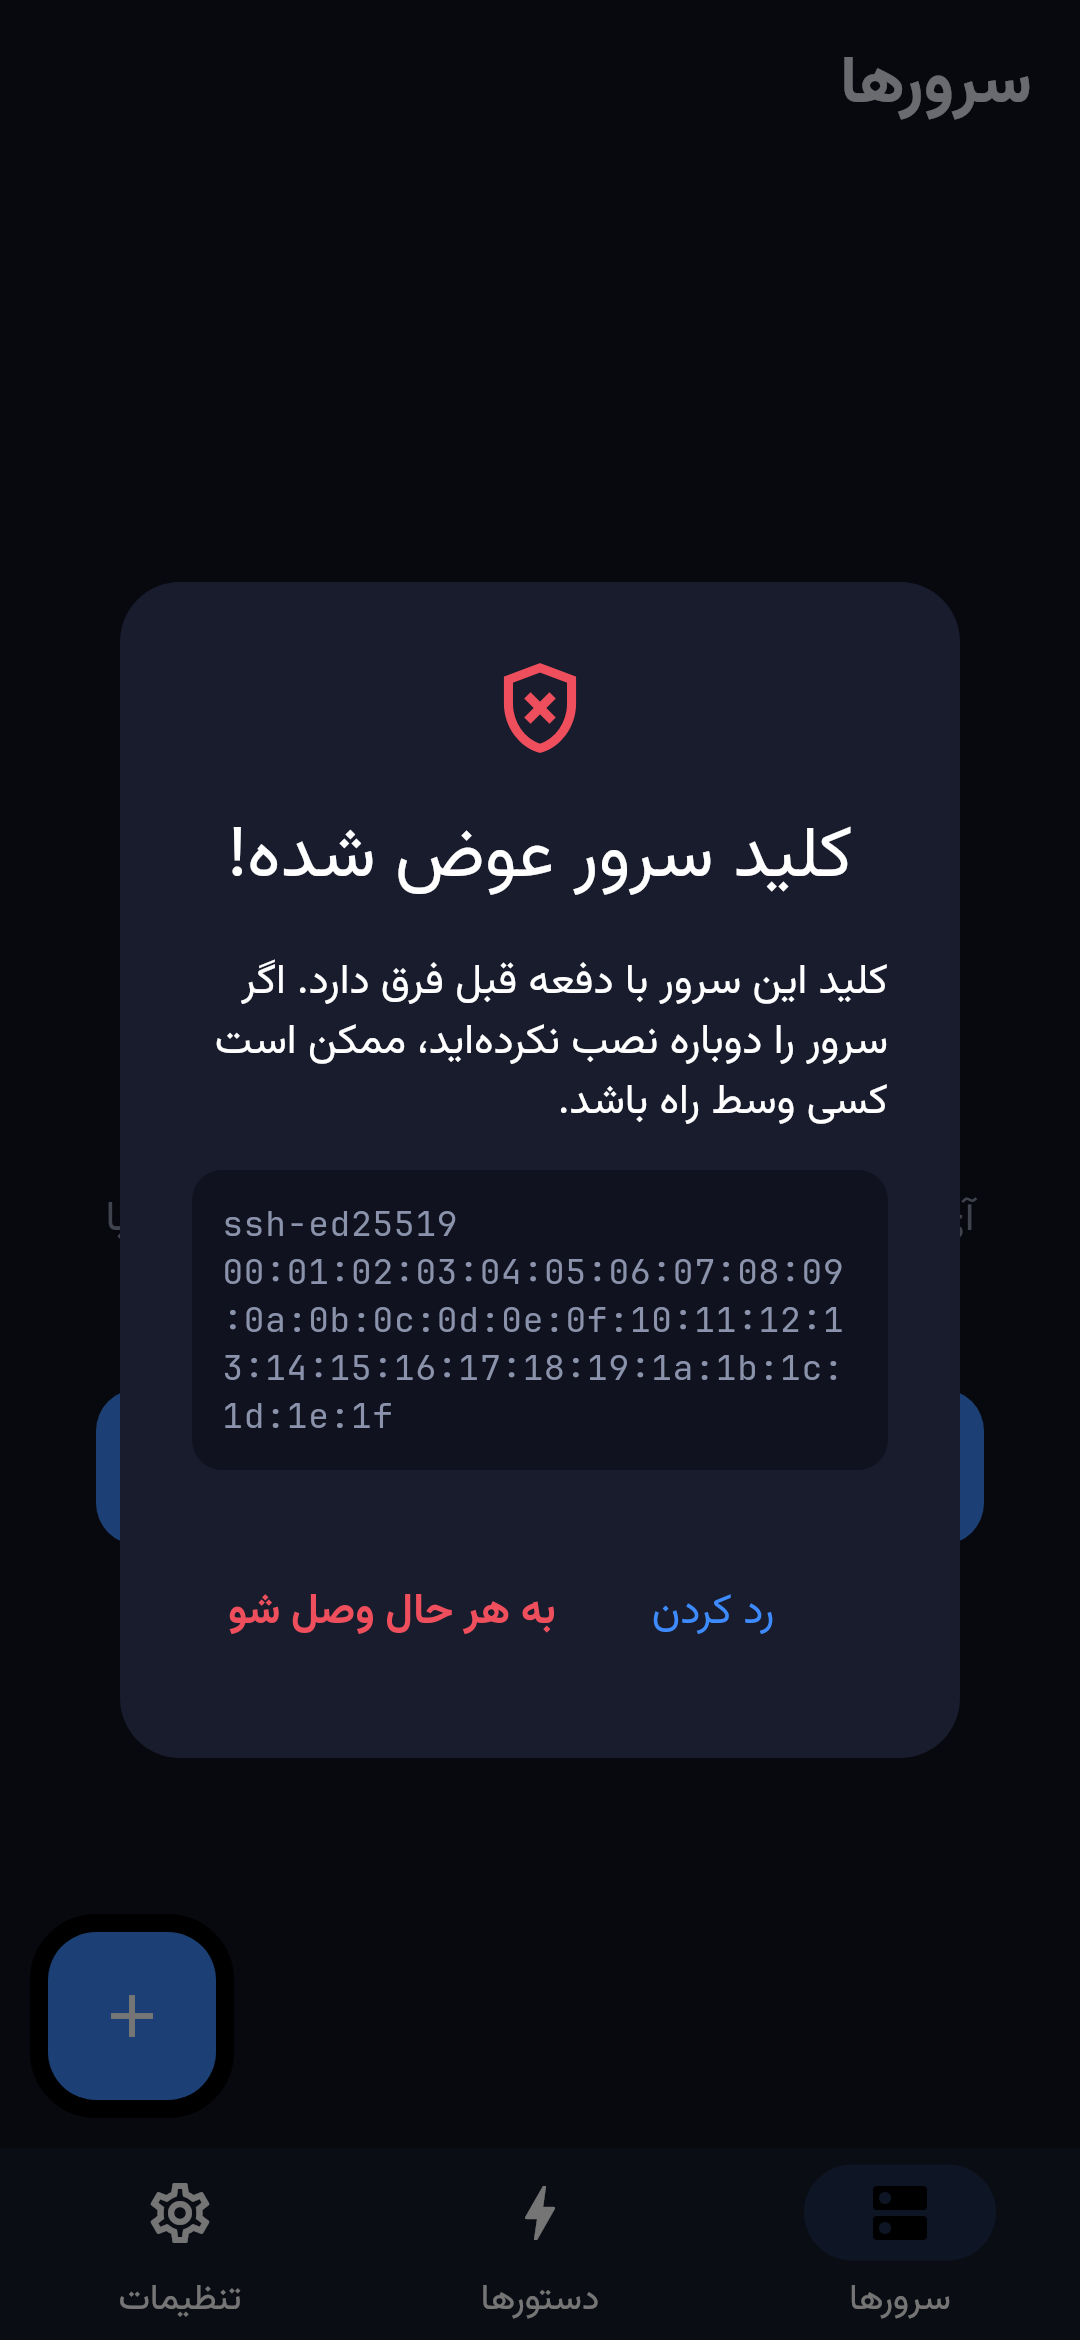 سرورها
کلید سرور عوض شده!
کلید این سرور با دفعه قبل فرق دارد. اگر
سرور را دوباره نصب نکرده‌اید، ممکن است
کسی وسط راه باشد.
ssh-ed25519
00:01:02:03:04:05:06:07:08:09
:0a:0b:0c:0d:0e:0f:10:11:12:1
3:14:15:16:17:18:19:1a:1b:1c:
1d:1e:1f
رد کردن
به هر حال وصل شو
سرورها
دستورها
تنظیمات